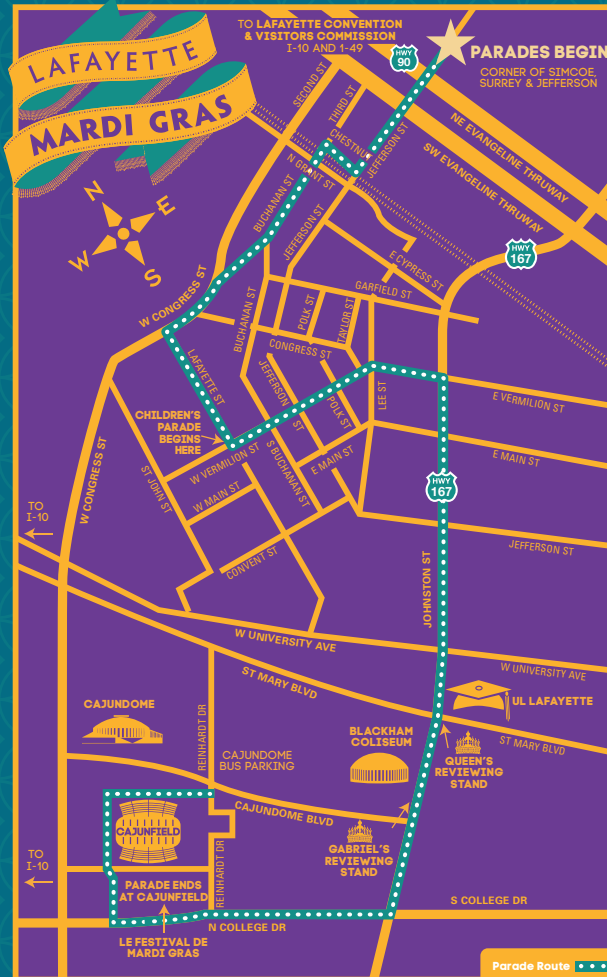 LAFAYETTE
MARDI GRAS
TO LAFAYETTE CONVENTION
& VISITORS COMMISSION
I-10 AND 1-49
HWY
90
PARADES BEGIN
CORNER OF SIMCOE,
SURREY & JEFFERSON
SECOND ST
THIRD ST
CHESTNUT
JEFFERSON ST
N GRANT ST
NE EVANGELINE THRUWAY
SW EVANGELINE THRUWAY
N
E
W
S
BUCHANAN ST
JEFFERSON ST
HWY
167
E CYPRESS ST
GARFIELD ST
W CONGRESS ST
BUCHANAN ST
POLK ST
TAYLOR ST
CONGRESS ST
LAFAYETTE ST
JEFFERSON ST
POLK ST
LEE ST
E VERMILION ST
CHILDREN'S
PARADE
BEGINS
HERE
W VERMILION ST
S BUCHANAN ST
E MAIN ST
E MAIN ST
W CONGRESS ST
ST JOHN ST
W MAIN ST
HWY
167
TO
I-10
CONVENT ST
JEFFERSON ST
JOHNSTON ST
W UNIVERSITY AVE
W UNIVERSITY AVE
ST MARY BLVD
UL LAFAYETTE
CAJUNDOME
REINHARDT DR
BLACKHAM
COLISEUM
ST MARY BLVD
CAJUNDOME
BUS PARKING
QUEEN'S
REVIEWING
STAND
CAJUNDOME BLVD
CAJUNFIELD
GABRIEL'S
REVIEWING
STAND
TO
I-10
REINHARDT DR
PARADE ENDS
AT CAJUNFIELD
S COLLEGE DR
N COLLEGE DR
LE FESTIVAL DE
MARDI GRAS
Parade Route